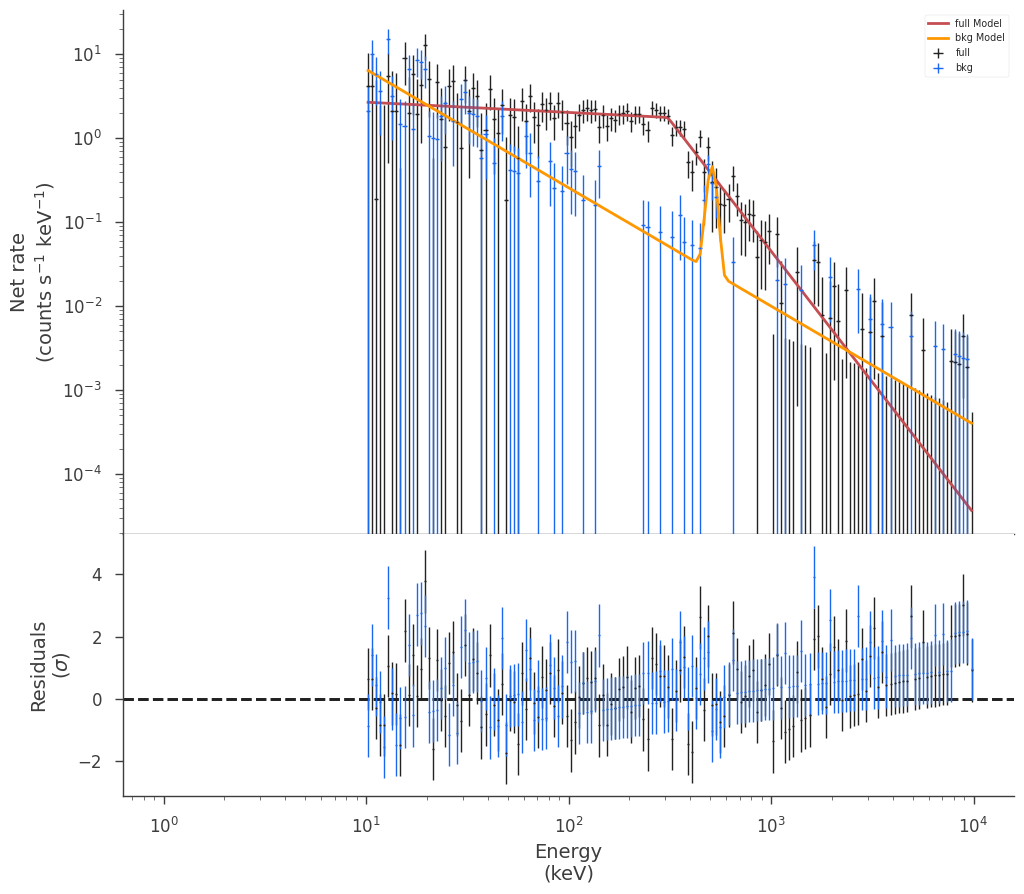 full Model
bkg Model
full
bkg
10¹
10⁰
10⁻¹
10⁻²
10⁻³
10⁻⁴
Net rate
(counts s⁻¹ keV⁻¹)
4
2
0
−2
Residuals
(σ)
10⁰ 10¹ 10² 10³ 10⁴
Energy
(keV)